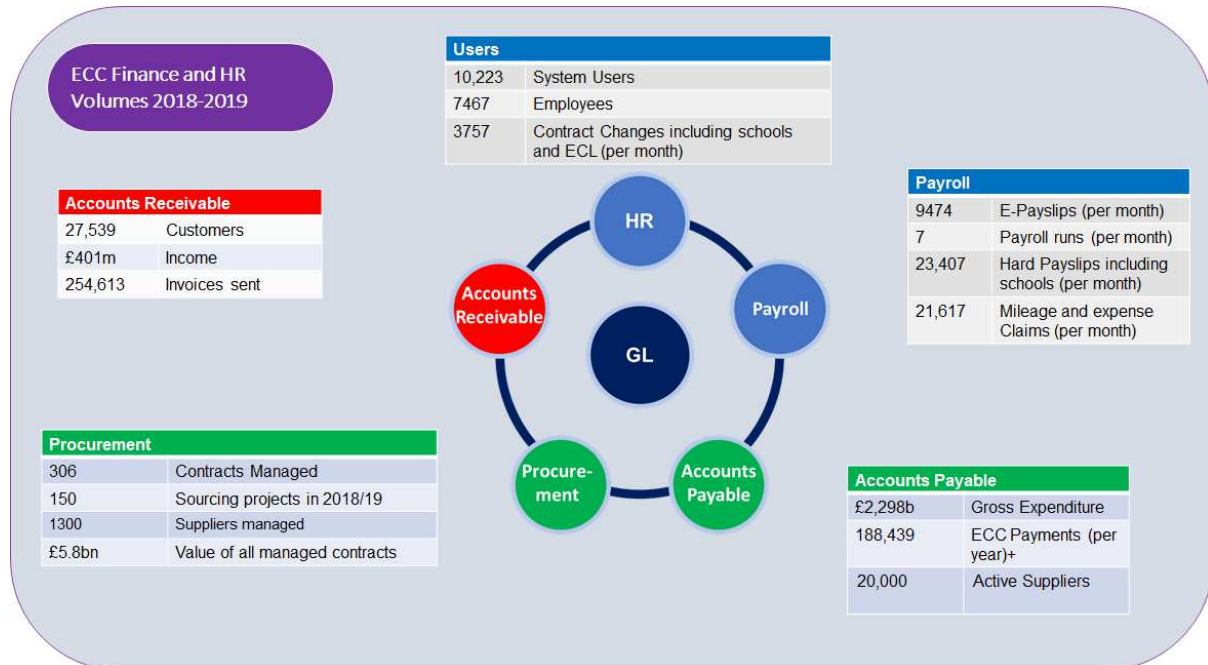 ECC Finance and HR
Volumes 2018-2019
Users
10,223 System Users
7467 Employees
3757 Contract Changes including schools
and ECL (per month)
Accounts Receivable
27,539 Customers
£401m Income
254,613 Invoices sent
Payroll
9474 E-Payslips (per month)
7 Payroll runs (per month)
23,407 Hard Payslips including
schools (per month)
21,617 Mileage and expense
Claims (per month)
HR
Accounts
Receivable
Payroll
GL
Procure-
ment
Accounts
Payable
Procurement
306 Contracts Managed
150 Sourcing projects in 2018/19
1300 Suppliers managed
£5.8bn Value of all managed contracts
Accounts Payable
£2,298b Gross Expenditure
188,439 ECC Payments (per
year)+
20,000 Active Suppliers